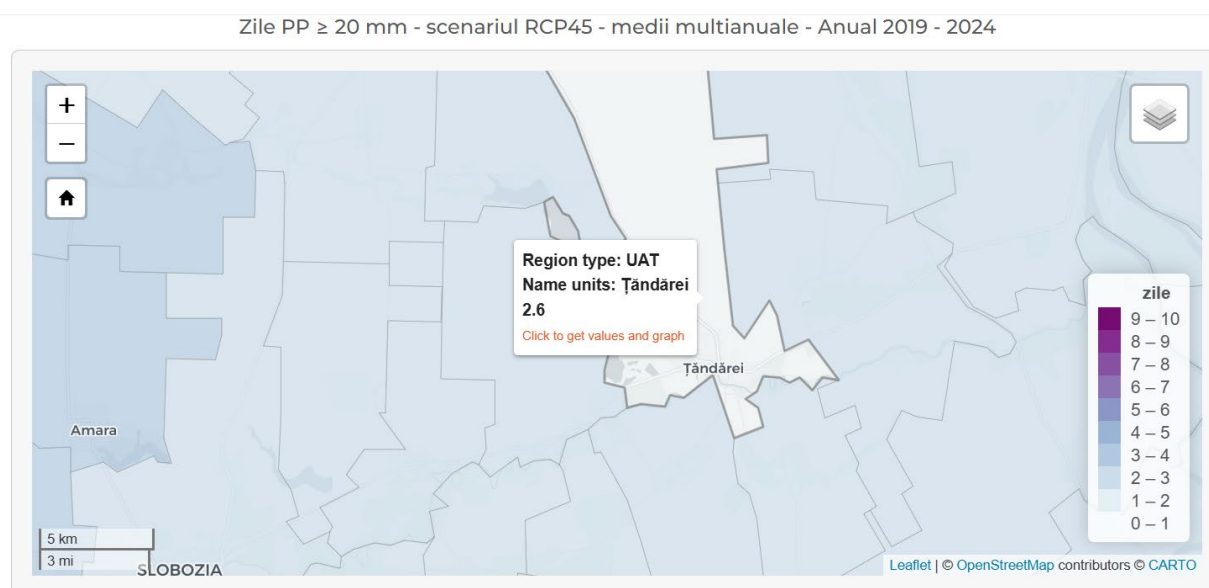 Zile PP ≥ 20 mm - scenariul RCP45 - medii multianuale - Anual 2019 - 2024
+
−
Region type: UAT
Name units: Țăndărei
2.6
Click to get values and graph
Țăndărei
Amara
zile
9 – 10
8 – 9
7 – 8
6 – 7
5 – 6
4 – 5
3 – 4
2 – 3
1 – 2
0 – 1
5 km
3 mi
SLOBOZIA
Leaflet | © OpenStreetMap contributors © CARTO